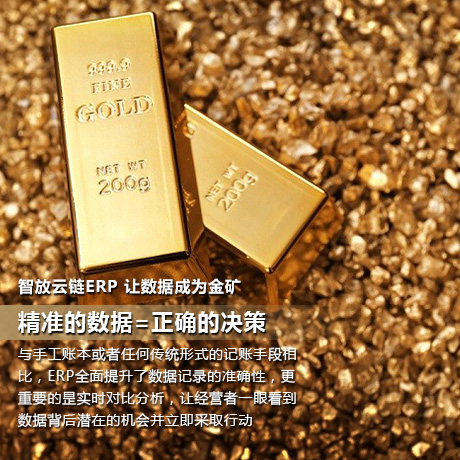 999.9
FINE
GOLD
NET WT
200g
NET WT
200g
智放云链ERP 让数据成为金矿
精准的数据=正确的决策
与手工账本或者任何传统形式的记账手段相
比，ERP全面提升了数据记录的准确性，更
重要的是实时对比分析，让经营者一眼看到
数据背后潜在的机会并立即采取行动